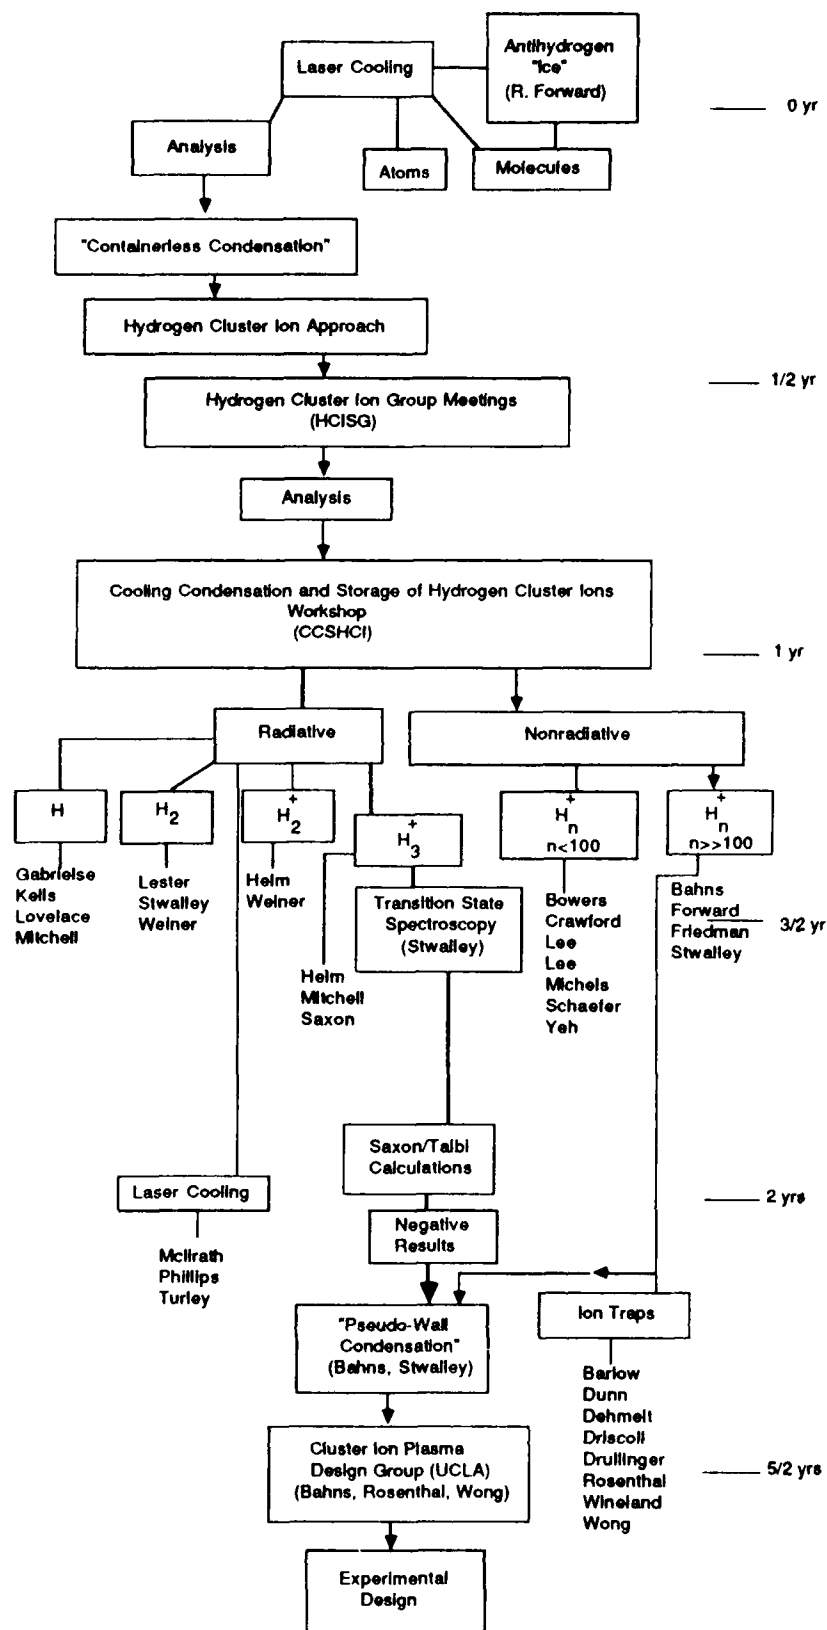 Laser Cooling
Antihydrogen
"Ice"
(R. Forward)
0 yr
Analysis
Atoms
Molecules
"Containerless Condensation"
Hydrogen Cluster Ion Approach
1/2 yr
Hydrogen Cluster Ion Group Meetings
(HCISG)
Analysis
Cooling Condensation and Storage of Hydrogen Cluster Ions
Workshop
(CCSHCI)
1 yr
Radiative
Nonradiative
H
H2
H2+
H3+
Hn+
n<100
Hn+
n>>100
Gabrielse
Kells
Lovelace
Mitchell
Lester
Stwalley
Weiner
Helm
Weiner
Helm
Mitchell
Saxon
Transition State
Spectroscopy
(Stwalley)
Bowers
Crawford
Lee
Lee
Michels
Schaefer
Yeh
Bahns
Forward
Friedman
Stwalley
3/2 yr
Saxon/Talbi
Calculations
Laser Cooling
2 yrs
Negative
Results
McIlrath
Phillips
Turley
"Pseudo-Wall
Condensation"
(Bahns, Stwalley)
Ion Traps
Barlow
Dunn
Dehmelt
Driscoll
Drullinger
Rosenthal
Wineland
Wong
Cluster Ion Plasma
Design Group (UCLA)
(Bahns, Rosenthal, Wong)
5/2 yrs
Experimental
Design